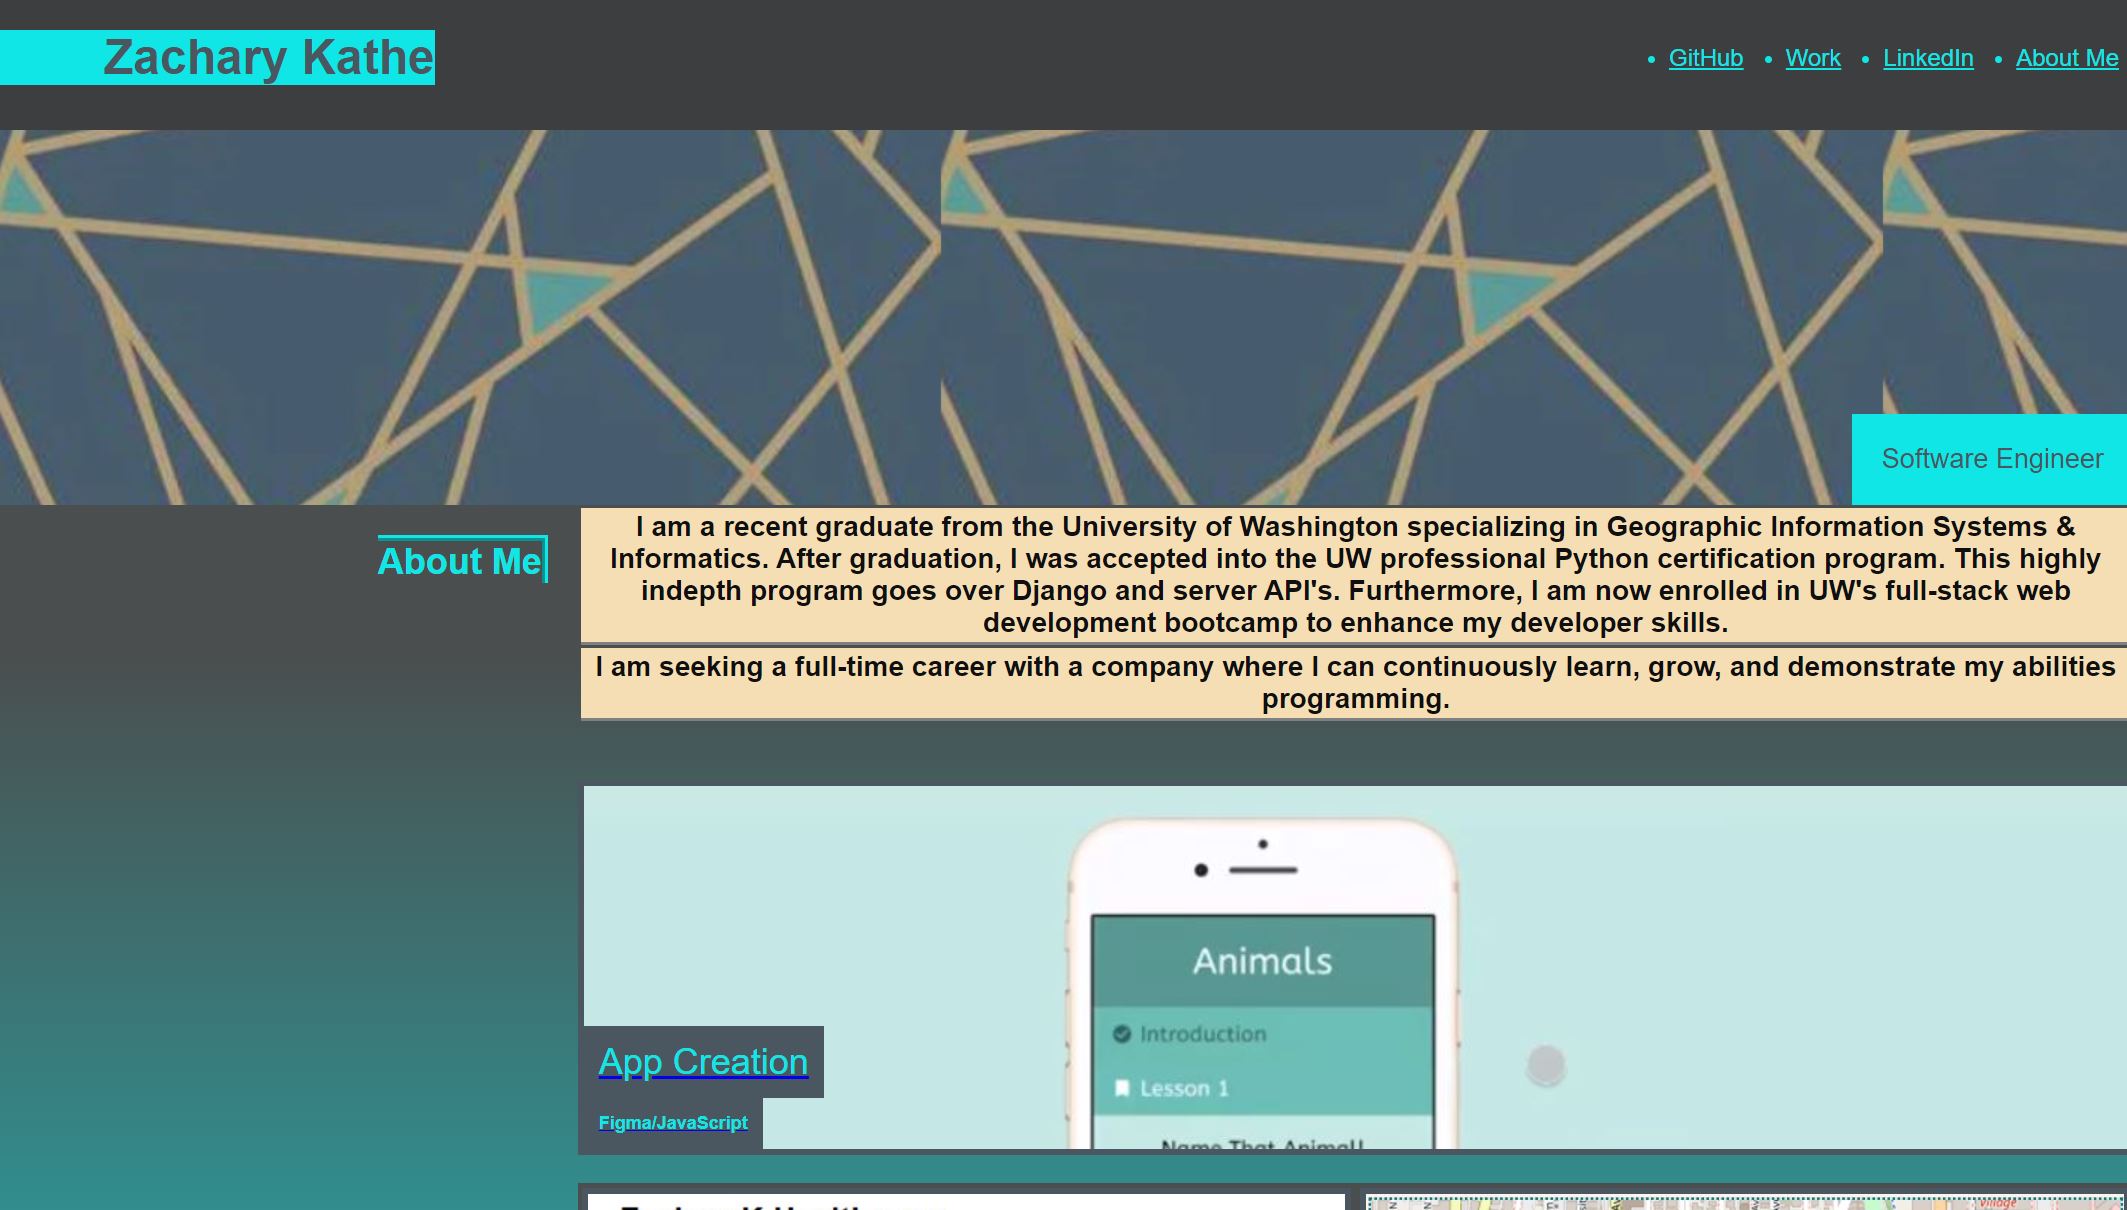 Zachary Kathe
GitHub
Work
LinkedIn
About Me
Software Engineer
About Me
I am a recent graduate from the University of Washington specializing in Geographic Information Systems &
Informatics. After graduation, I was accepted into the UW professional Python certification program. This highly
indepth program goes over Django and server API's. Furthermore, I am now enrolled in UW's full-stack web
development bootcamp to enhance my developer skills.
I am seeking a full-time career with a company where I can continuously learn, grow, and demonstrate my abilities
programming.
Animals
Introduction
Lesson 1
Name That Animal!
App Creation
Figma/JavaScript
Village